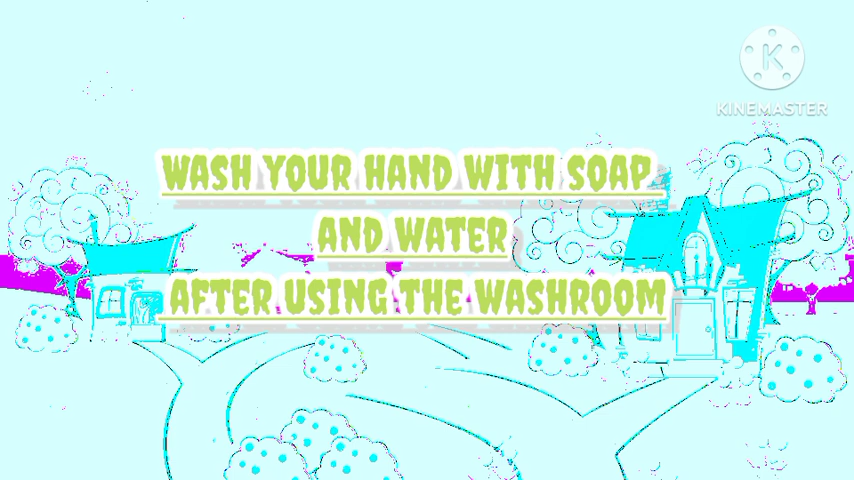 KINEMASTER
WASH YOUR HAND WITH SOAP
AND WATER
AFTER USING THE WASHROOM